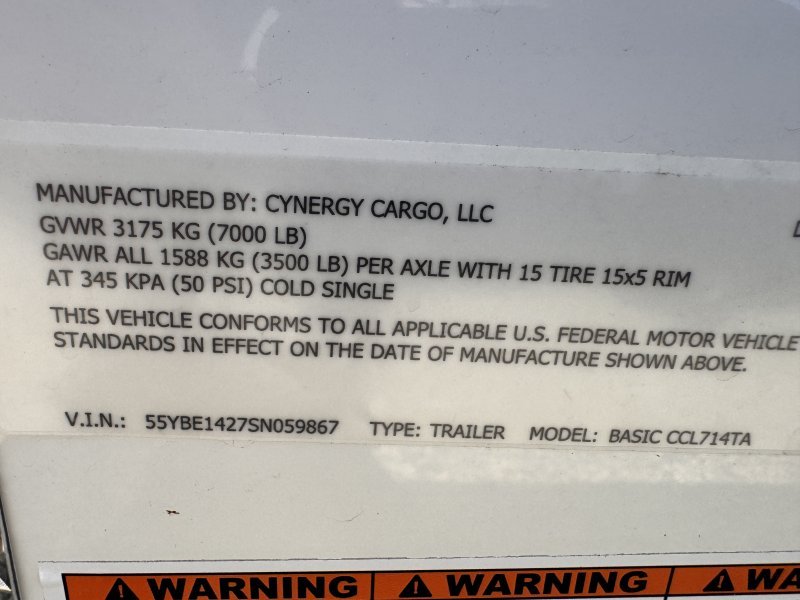 MANUFACTURED BY: CYNERGY CARGO, LLC
GVWR 3175 KG (7000 LB)
GAWR ALL 1588 KG (3500 LB) PER AXLE WITH 15 TIRE 15x5 RIM
AT 345 KPA (50 PSI) COLD SINGLE
THIS VEHICLE CONFORMS TO ALL APPLICABLE U.S. FEDERAL MOTOR VEHICLE
STANDARDS IN EFFECT ON THE DATE OF MANUFACTURE SHOWN ABOVE.
V.I.N.: 55YBE1427SN059867 TYPE: TRAILER MODEL: BASIC CCL714TA
WARNING WARNING WA